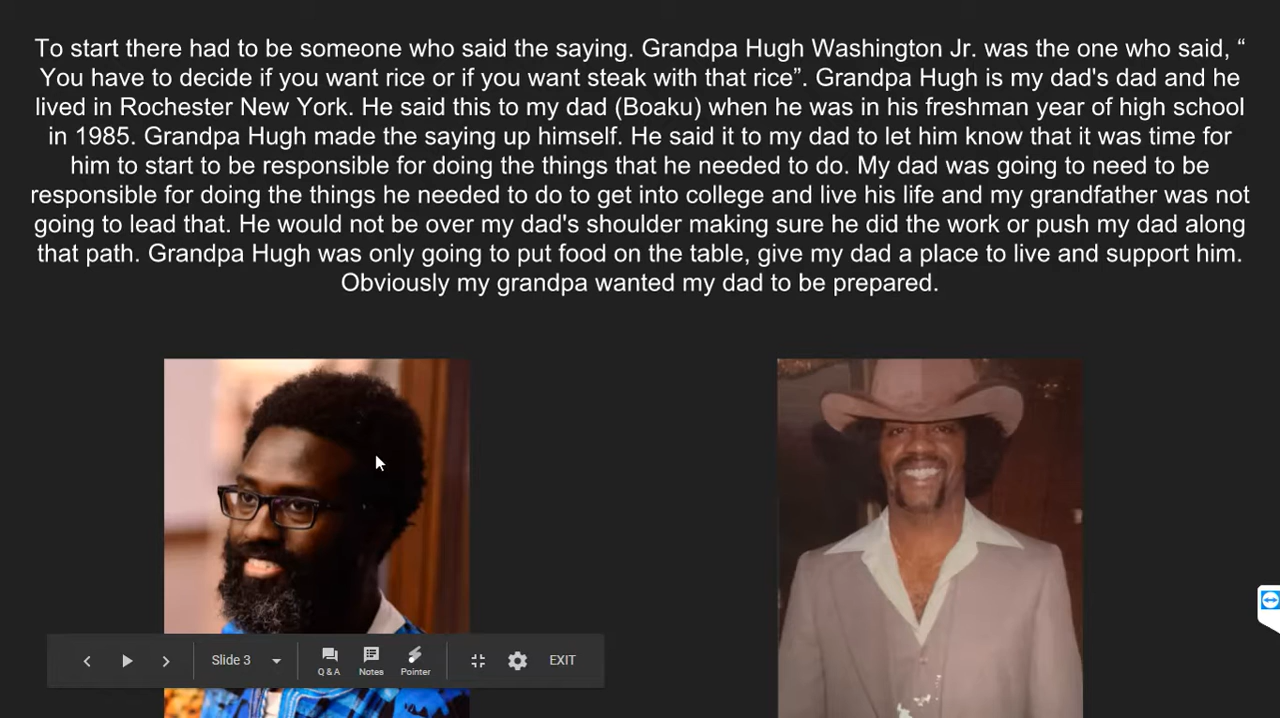 To start there had to be someone who said the saying. Grandpa Hugh Washington Jr. was the one who said, “
You have to decide if you want rice or if you want steak with that rice”. Grandpa Hugh is my dad's dad and he
lived in Rochester New York. He said this to my dad (Boaku) when he was in his freshman year of high school
in 1985. Grandpa Hugh made the saying up himself. He said it to my dad to let him know that it was time for
him to start to be responsible for doing the things that he needed to do. My dad was going to need to be
responsible for doing the things he needed to do to get into college and live his life and my grandfather was not
going to lead that. He would not be over my dad's shoulder making sure he did the work or push my dad along
that path. Grandpa Hugh was only going to put food on the table, give my dad a place to live and support him.
Obviously my grandpa wanted my dad to be prepared.
Slide 3
Q & A
Notes
Pointer
EXIT